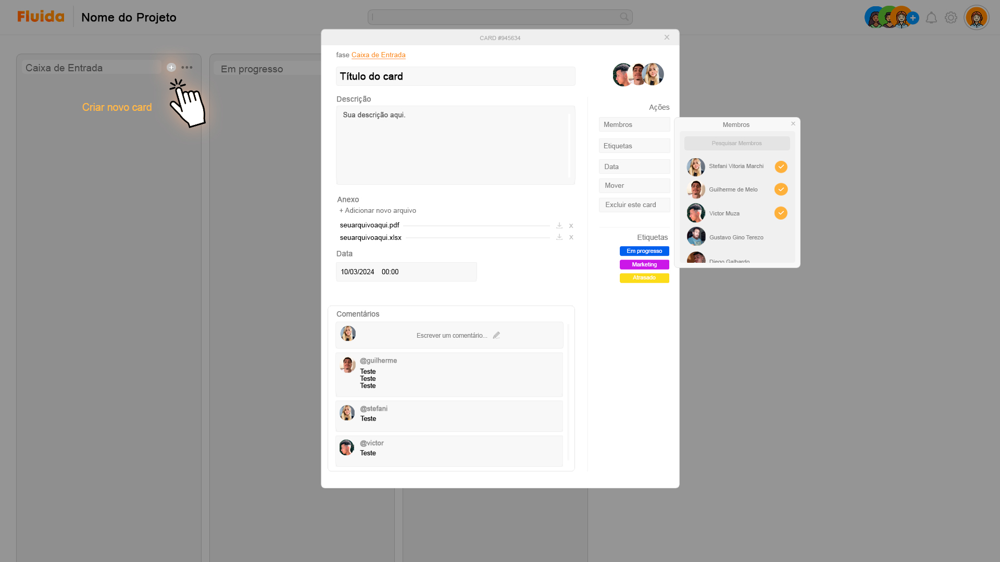 Fluida
Nome do Projeto
Caixa de Entrada
Criar novo card
Em progresso
CARD #945634
fase Caixa de Entrada
Título do card
Descrição
Sua descrição aqui.
Anexo
+ Adicionar novo arquivo
seuarquivoaqui.pdf
x
seuarquivoaqui.xlsx
x
Data
10/03/2024 00:00
Comentários
Escrever um comentário...
@guilherme
Teste
Teste
Teste
@stefani
Teste
@victor
Teste
Ações
Membros
Etiquetas
Data
Mover
Excluir este card
Etiquetas
Em progresso
Marketing
Atrasado
Membros
Pesquisar Membros
Stefani Vitoria Marchi
Guilherme de Melo
Victor Muza
Gustavo Gino Terezo
Diego Galhardo